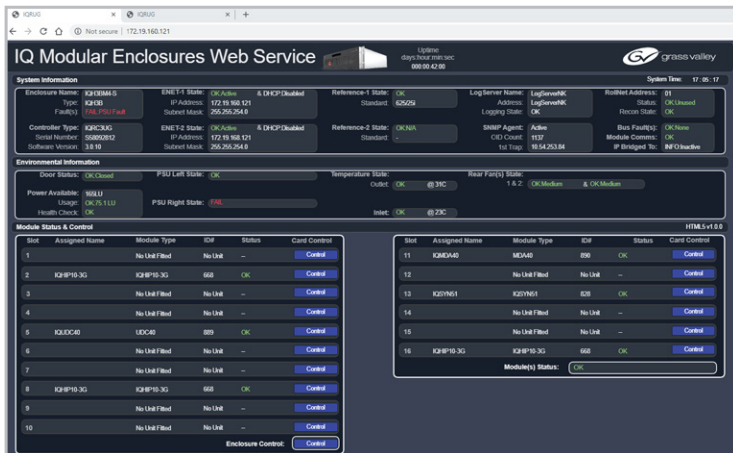 IQRUG × IQRUG × +
Not secure | 172.19.160.121
IQ Modular Enclosures Web Service Uptime days:hour:min:sec 000:00:42:00 GV grass valley
System Information System Time: 17 : 05 : 17
Enclosure Name: IQH3BM4-S ENET-1 State: OK:Active & DHCP:Disabled Reference-1 State: OK LogServer Name: LogServerNK RollNet Address: 01
Type: IQH3B IP Address: 172.19.160.121 Standard: 625/25i Address: LogServerNK Status: OK:Unused
Fault(s): FAIL:PSU Fault Subnet Mask: 255.255.254.0 Logging State: OK Recon State: OK
Controller Type: IQRC3UG ENET-2 State: OK:Active & DHCP:Disabled Reference-2 State: OK:N/A SNMP Agent: Active Bus Fault(s): OK:None
Serial Number: S58092812 IP Address: 172.19.168.121 Standard: - OID Count: 1137 Module Comms: OK
Software Version: 3.8.10 Subnet Mask: 255.255.254.0 1st Trap: 10.54.253.84 IP Bridged To: INFO:Inactive
Environmental Information
Door Status: OK:Closed PSU Left State: OK Temperature State: Rear Fan(s) State:
Outlet: OK @ 31C 1 & 2: OK:Medium & OK:Medium
Power Available: 165LU
Usage: OK:75.1 LU PSU Right State: FAIL
Health Check: OK Inlet: OK @ 23C
Module Status & Control HTML5 v1.0.0
Slot Assigned Name Module Type ID# Status Card Control Slot Assigned Name Module Type ID# Status Card Control
1 No Unit Fitted No Unit – Control 11 IQMDA40 MDA40 890 OK Control
2 IQHIP10-3G IQHIP10-3G 668 OK Control 12 No Unit Fitted No Unit – Control
3 No Unit Fitted No Unit – Control 13 IQSYN51 IQSYN51 828 OK Control
4 No Unit Fitted No Unit – Control 14 No Unit Fitted No Unit – Control
5 IQUDC40 UDC40 889 OK Control 15 No Unit Fitted No Unit – Control
6 No Unit Fitted No Unit – Control 16 IQHIP10-3G IQHIP10-3G 668 OK Control
7 No Unit Fitted No Unit – Control Module(s) Status: OK
8 IQHIP10-3G IQHIP10-3G 668 OK Control
9 No Unit Fitted No Unit – Control
10 No Unit Fitted No Unit – Control
Enclosure Control: Control